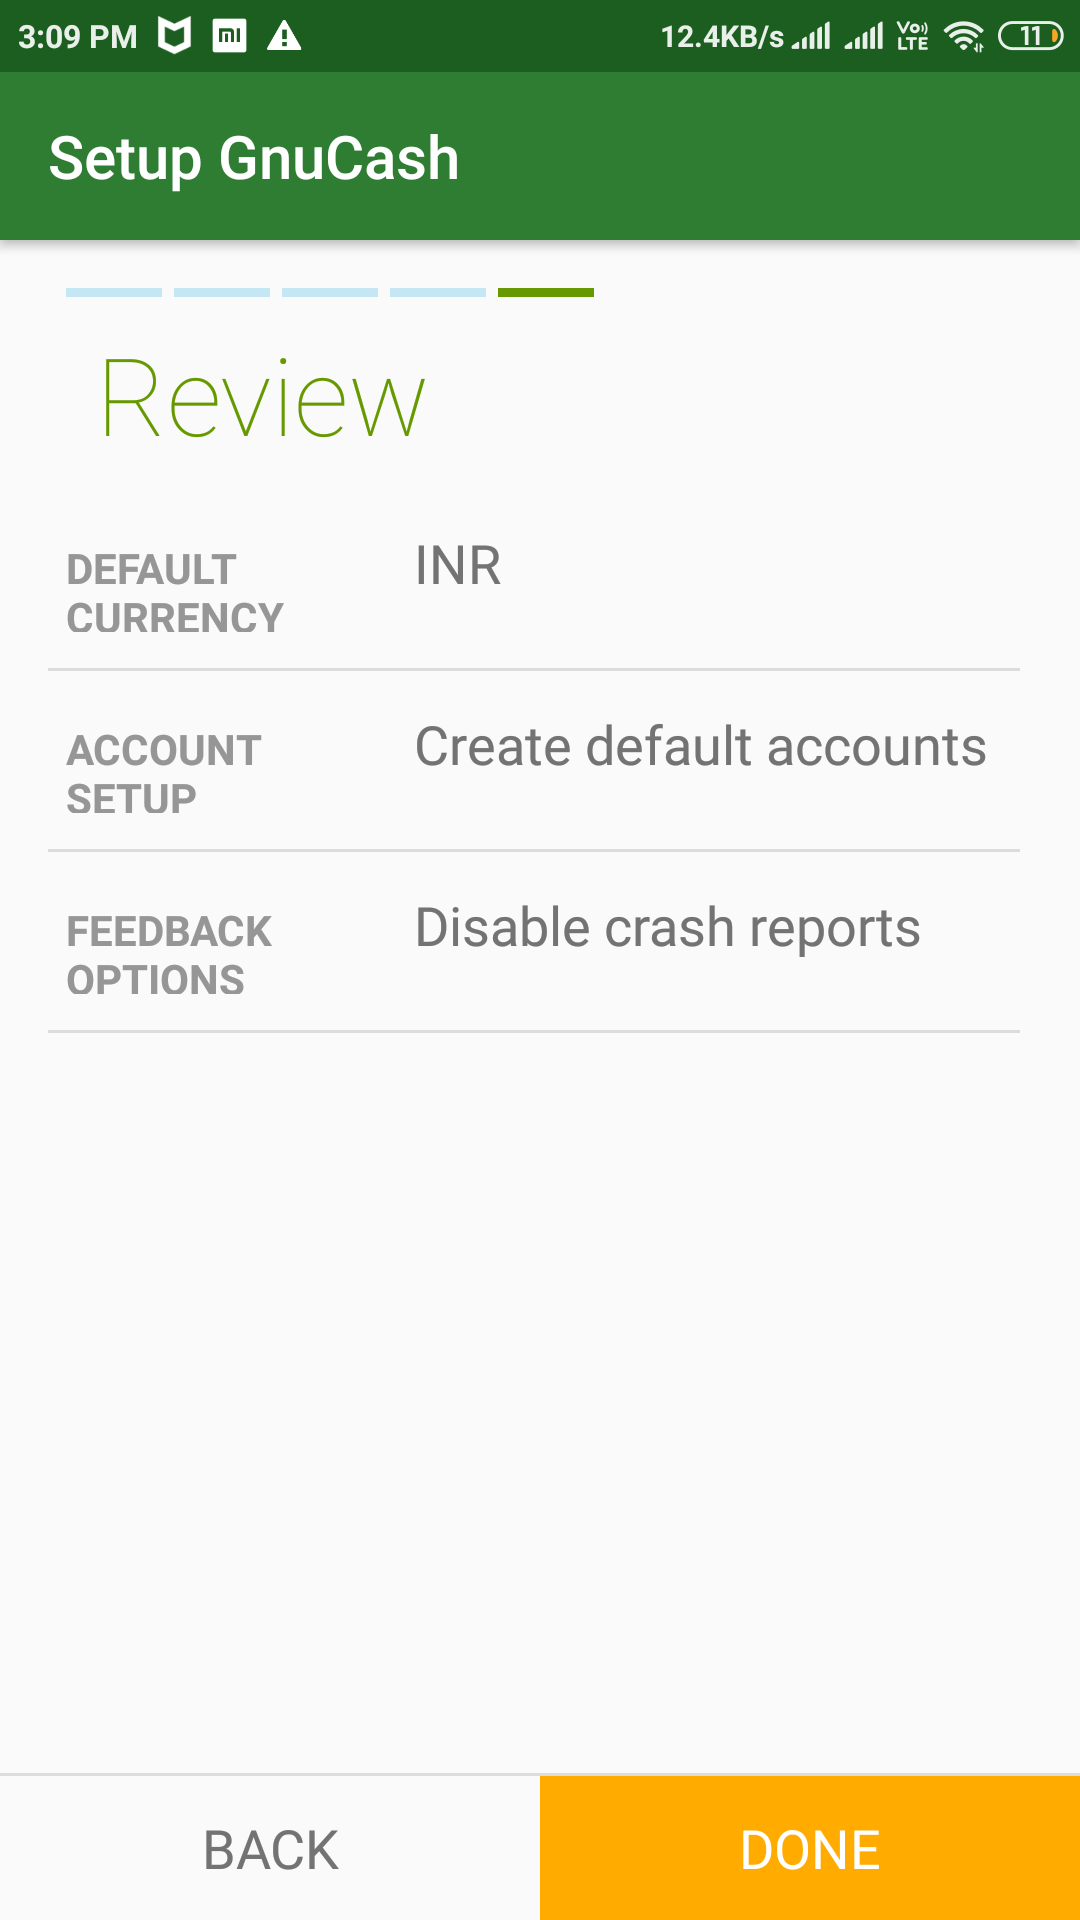 3:09 PM mi 12.4KB/s Vo) LTE 11
Setup GnuCash
Review
DEFAULT CURRENCY
INR
ACCOUNT SETUP
Create default accounts
FEEDBACK OPTIONS
Disable crash reports
BACK DONE